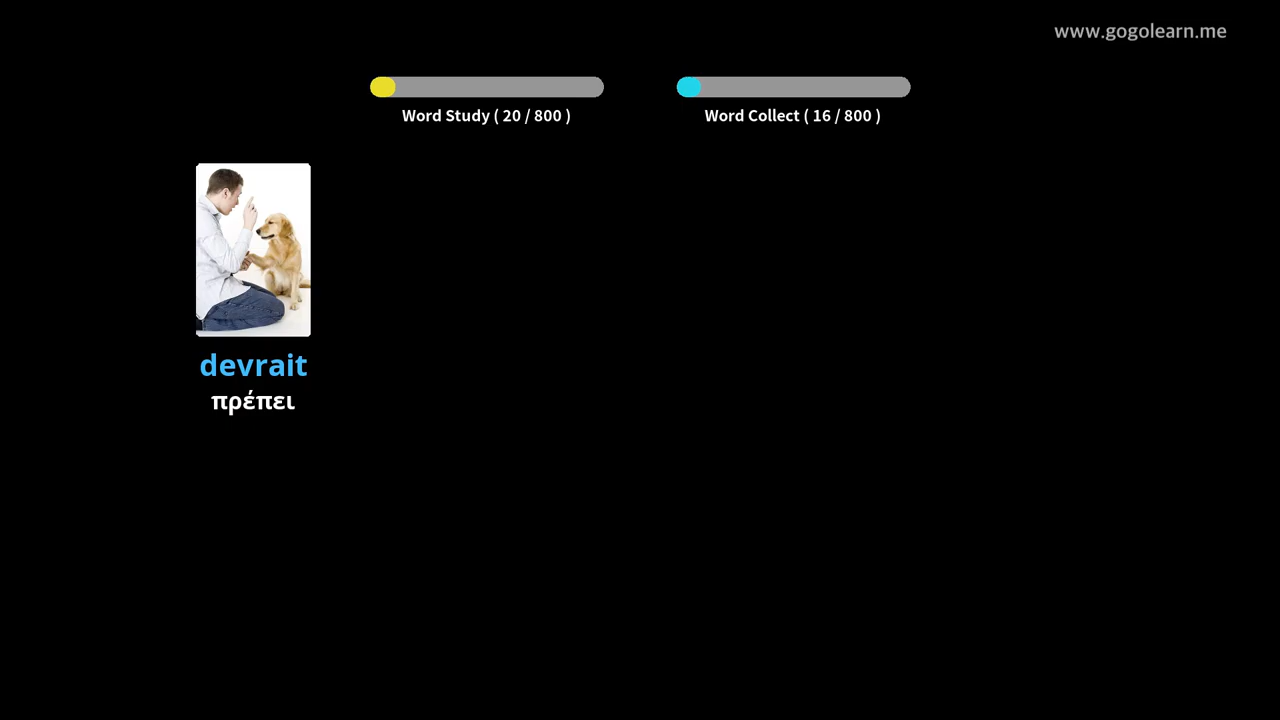 www.gogolearn.me
Word Study ( 20 / 800 )
Word Collect ( 16 / 800 )
devrait
πρέπει